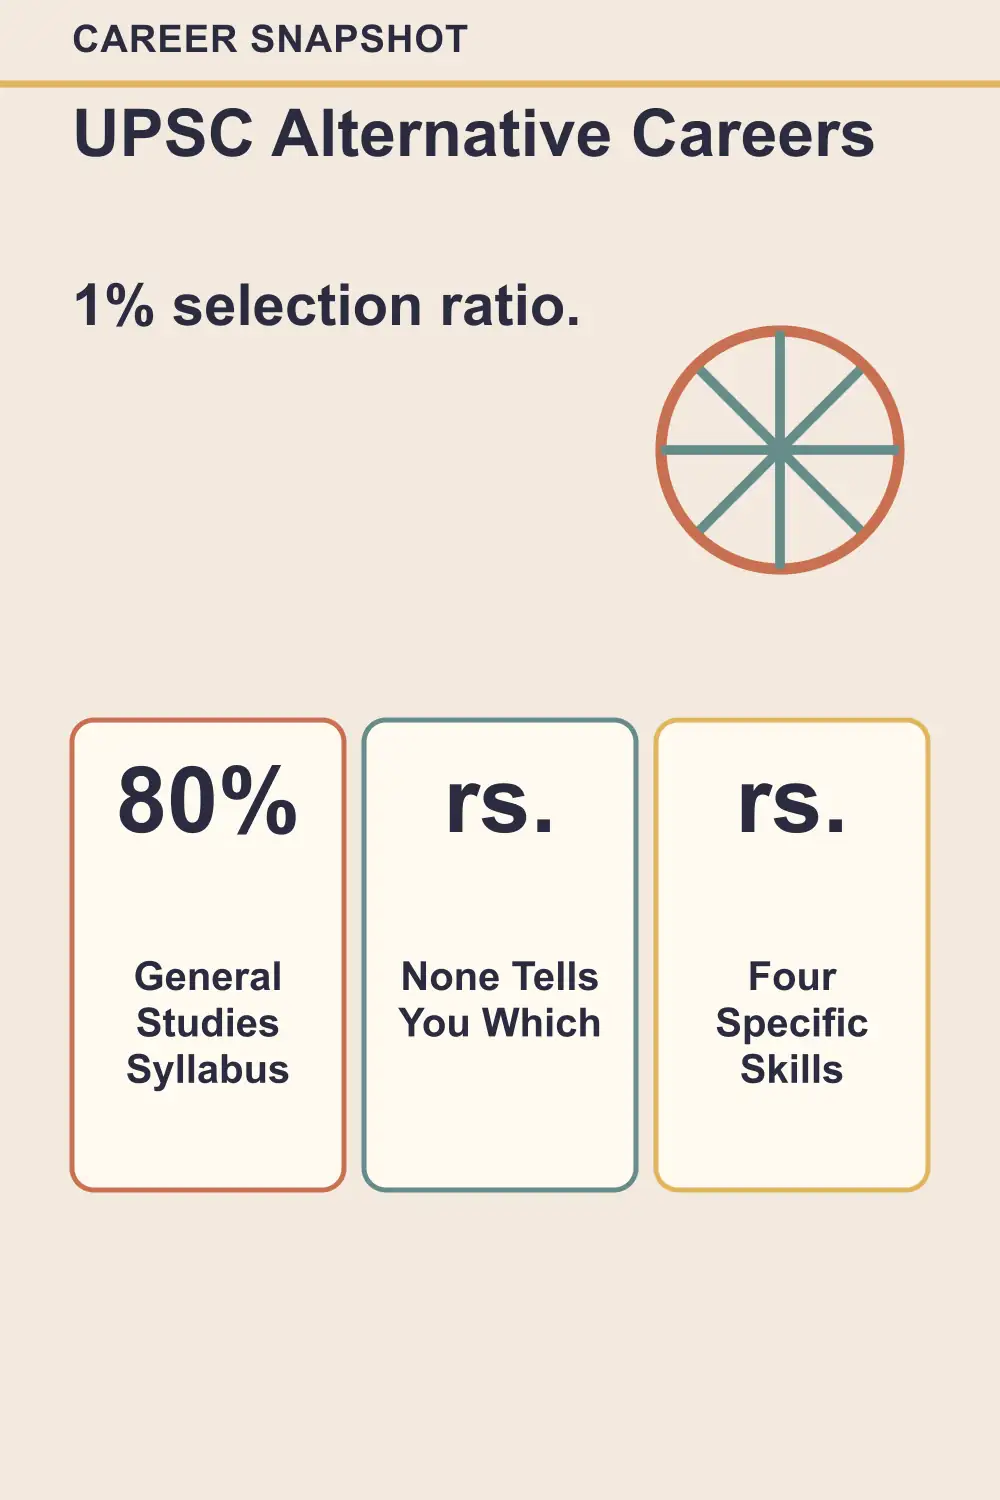 CAREER SNAPSHOT
UPSC Alternative Careers
1% selection ratio.
80%
General
Studies
Syllabus
rs.
None Tells
You Which
rs.
Four
Specific
Skills